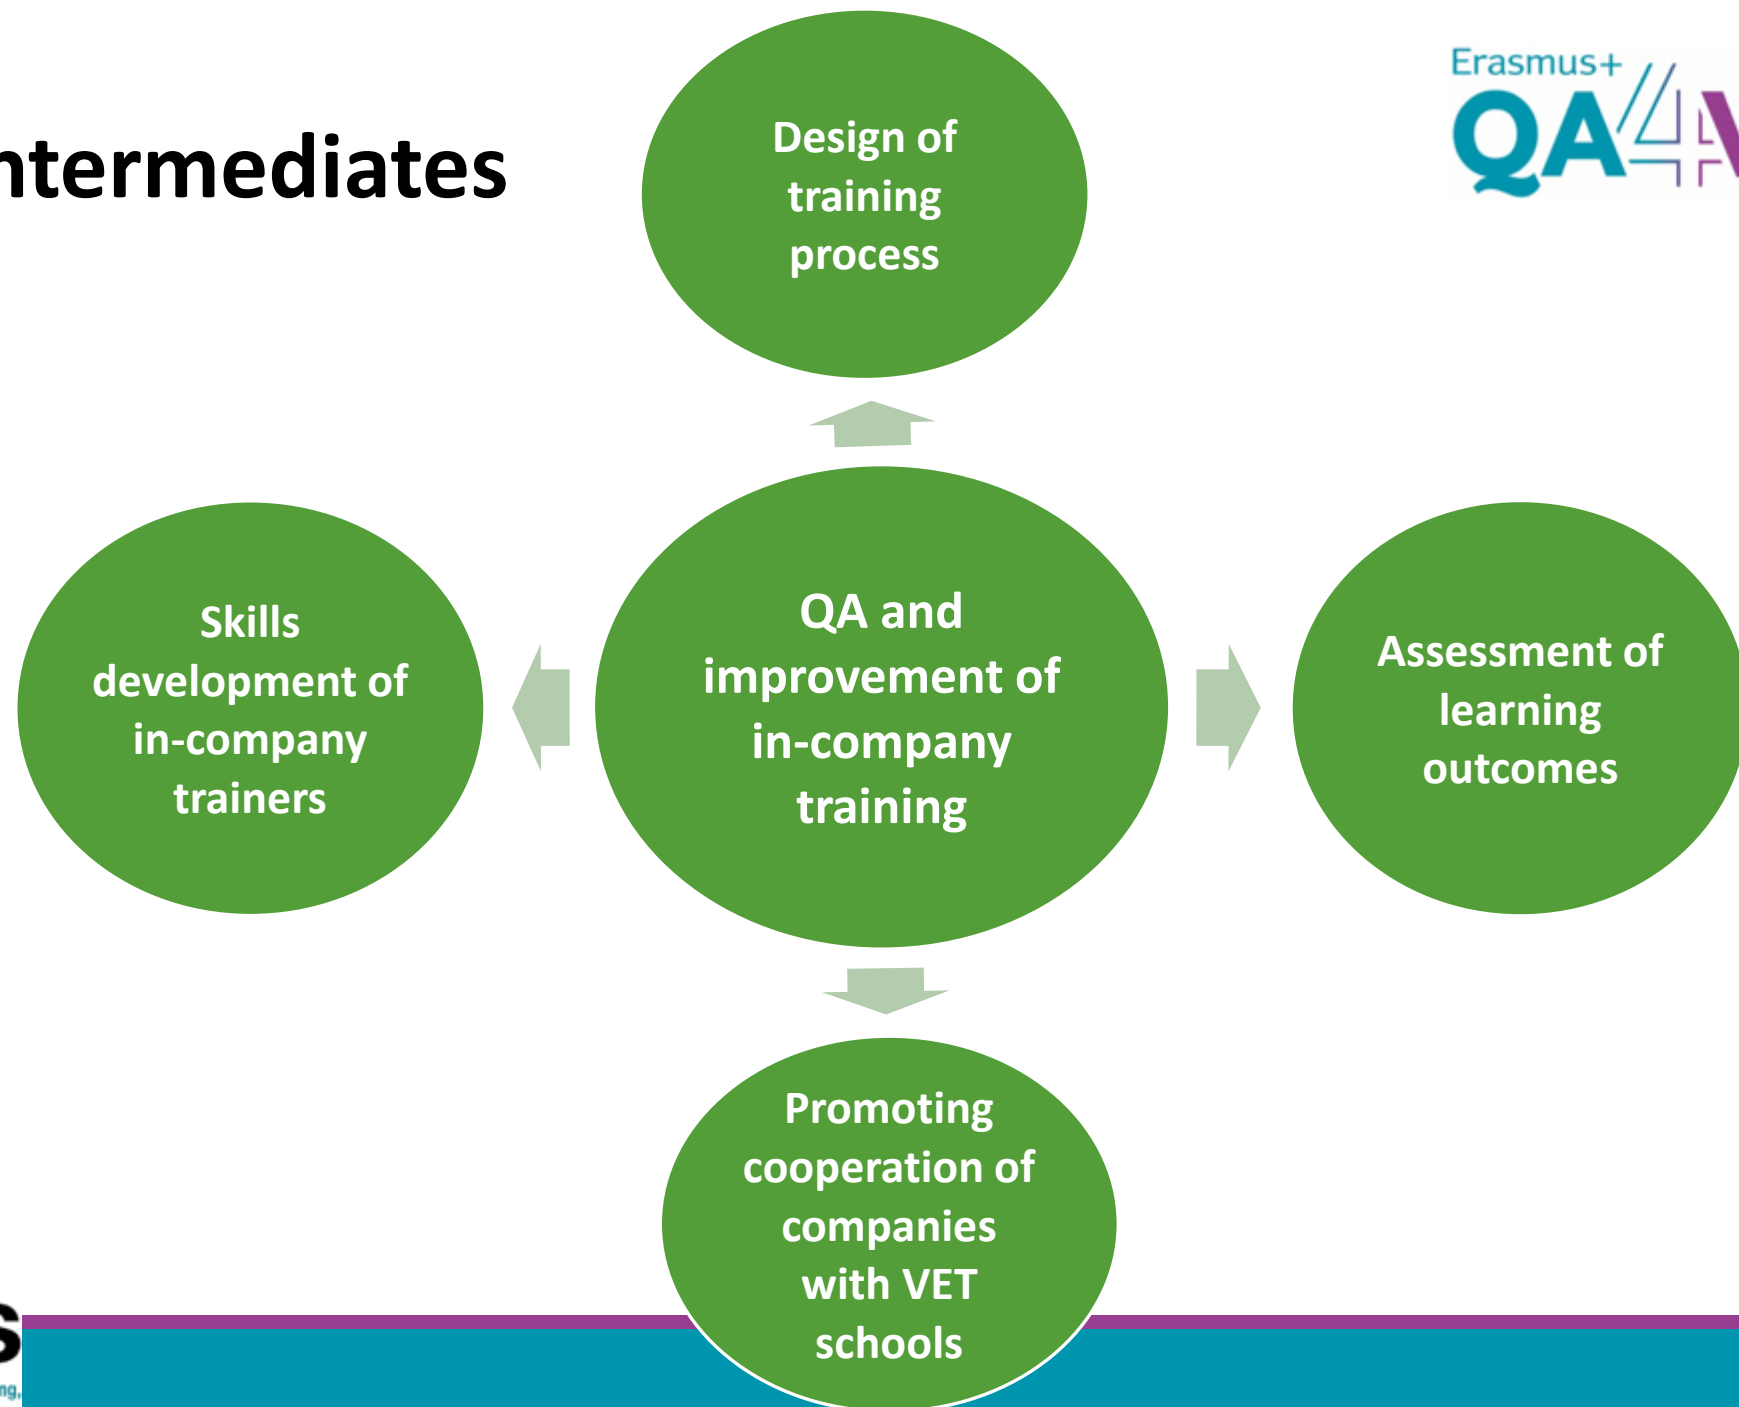 ntermediates
Erasmus+
QA4
Design of
training
process
Skills
development of
in-company
trainers
QA and
improvement of
in-company
training
Assessment of
learning
outcomes
Promoting
cooperation of
companies
with VET
schools
s
ng,